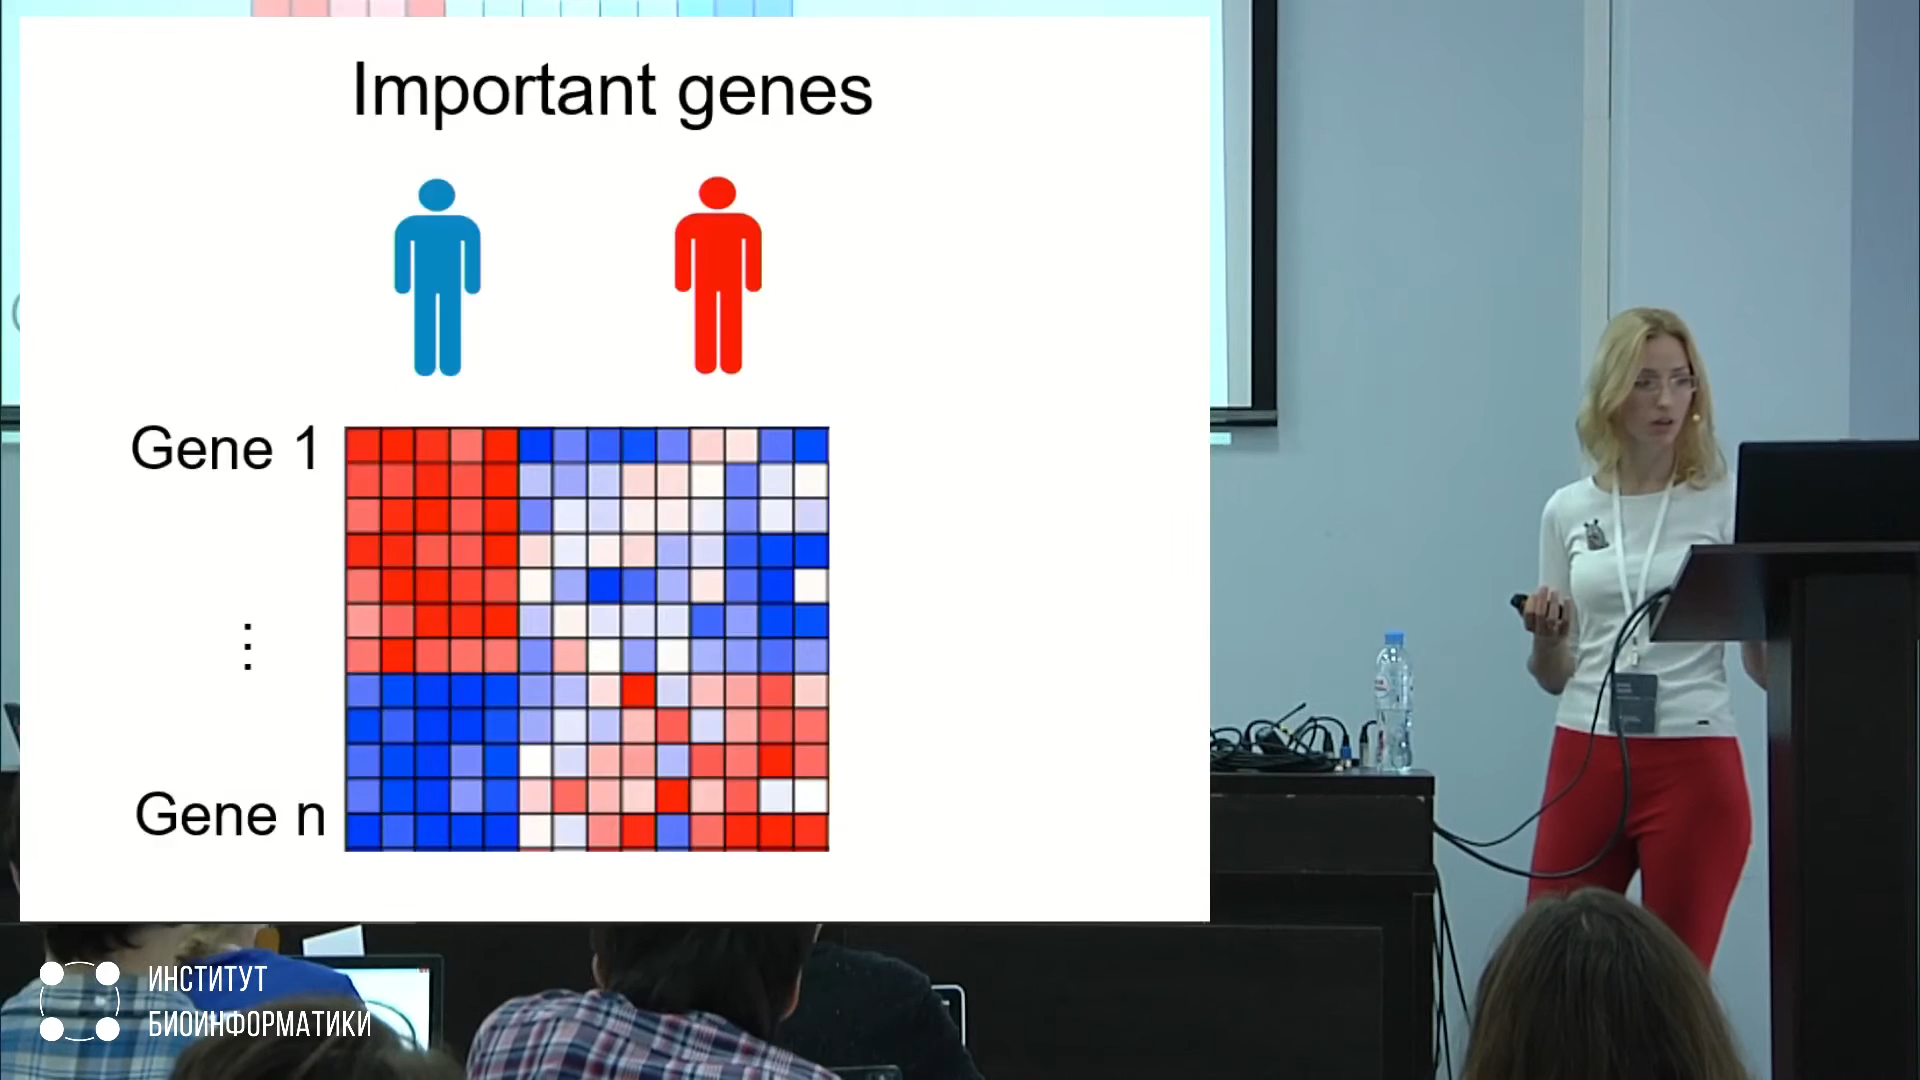 Important genes
Gene 1
⋮
Gene n
ИНСТИТУТ
БИОИНФОРМАТИКИ